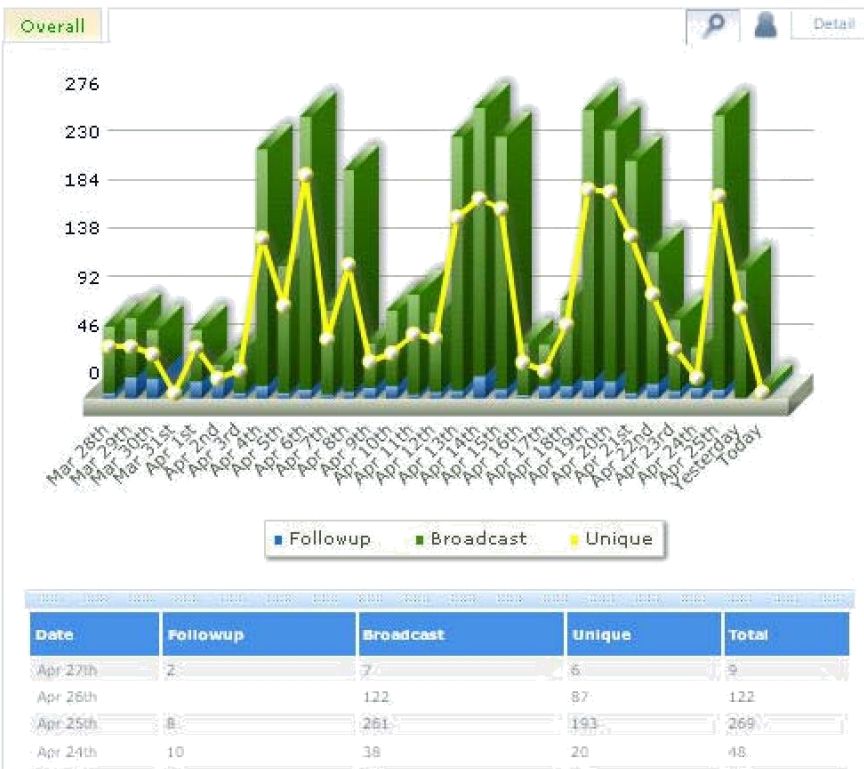 Overall
Detail
276
230
184
138
92
46
0
Mar 28th
Mar 29th
Mar 30th
Mar 31st
Apr 1st
Apr 2nd
Apr 3rd
Apr 4th
Apr 5th
Apr 6th
Apr 7th
Apr 8th
Apr 9th
Apr 10th
Apr 11th
Apr 12th
Apr 13th
Apr 14th
Apr 15th
Apr 16th
Apr 17th
Apr 18th
Apr 19th
Apr 20th
Apr 21st
Apr 22nd
Apr 23rd
Apr 24th
Apr 25th
Yesterday
Today
Followup Broadcast Unique
Date Followup Broadcast Unique Total
Apr 27th 2 7 6 9
Apr 26th 122 87 122
Apr 25th 8 261 193 269
Apr 24th 10 38 20 48